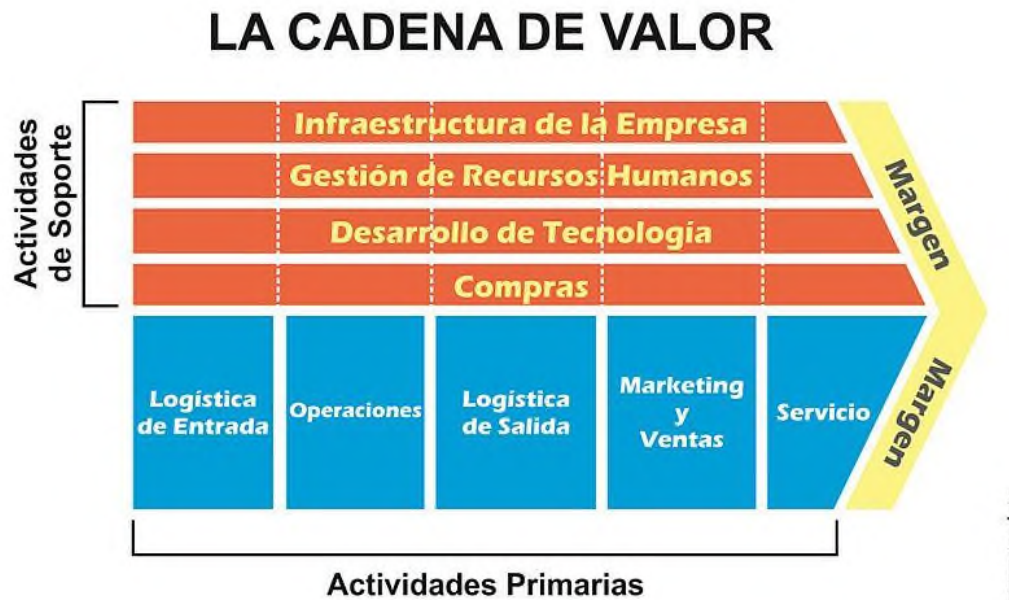 LA CADENA DE VALOR
Actividades
de Soporte
Infraestructura de la Empresa
Gestión de Recursos Humanos
Desarrollo de Tecnología
Compras
Margen
Margen
Logística
de Entrada
Operaciones
Logística
de Salida
Marketing
y
Ventas
Servicio
Actividades Primarias